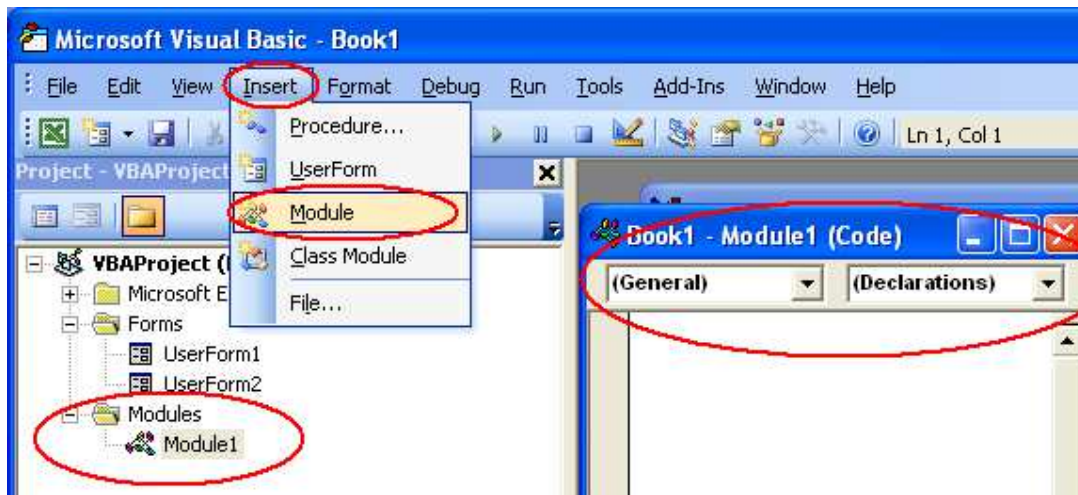 Microsoft Visual Basic - Book1
File Edit View Insert Format Debug Run Tools Add-Ins Window Help
Ln 1, Col 1
Procedure...
UserForm
Module
Class Module
File...
Project - VBAProject
VBAProject (
Microsoft E
Forms
UserForm1
UserForm2
Modules
Module1
Book1 - Module1 (Code)
(General) (Declarations)